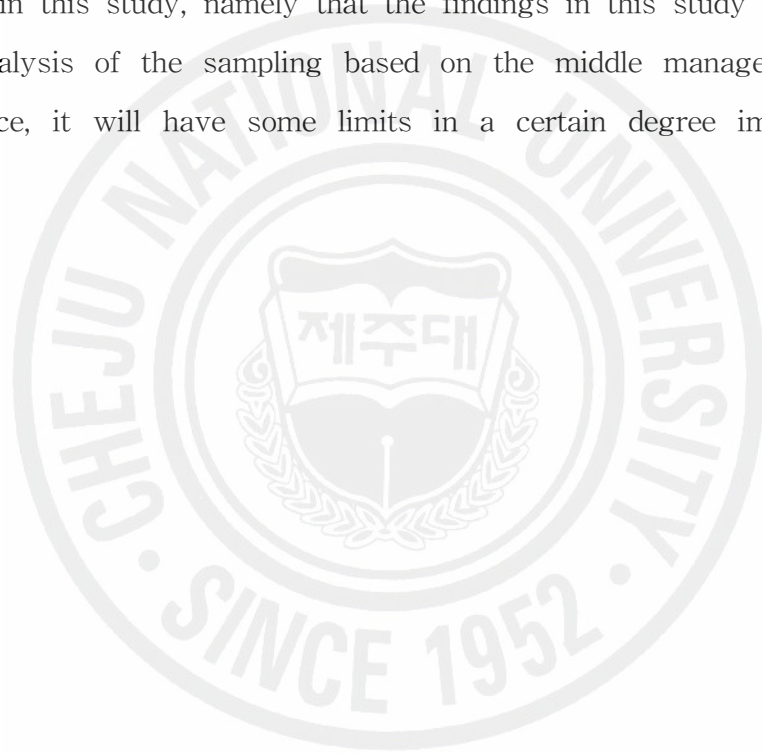 in this study, namely that the findings in this study
alysis of the sampling based on the middle manage
ce, it will have some limits in a certain degree im
CHEJU NATIONAL UNIVERSITY
제주대
· SINCE 1952 ·